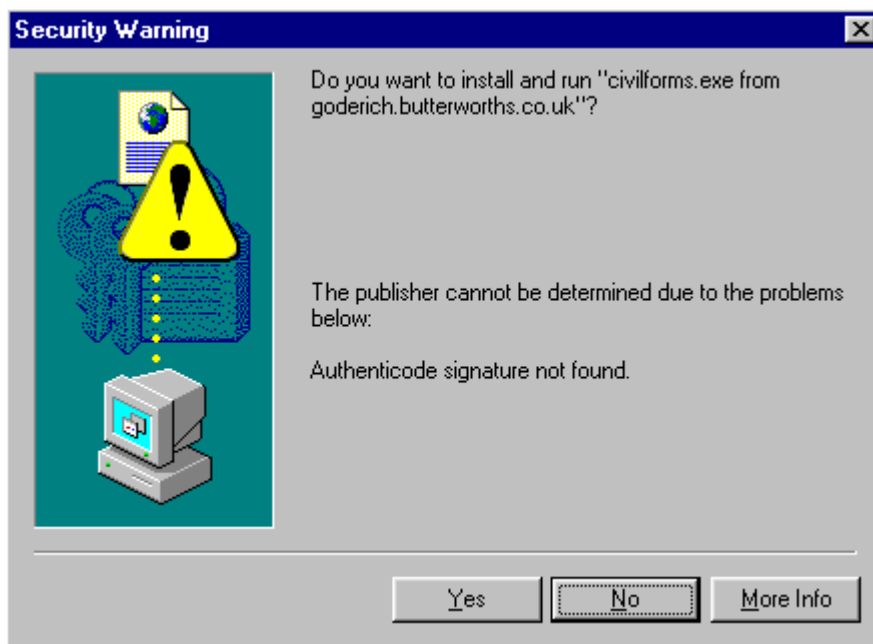 Security Warning
Do you want to install and run "civilforms.exe from
goderich.butterworths.co.uk"?
The publisher cannot be determined due to the problems
below:
Authenticode signature not found.
Yes
No
More Info